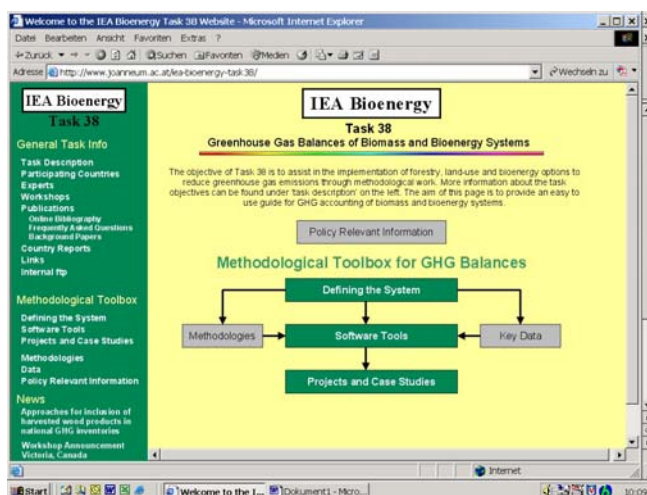 Welcome to the IEA Bioenergy Task 38 Website - Microsoft Internet Explorer
Datei Bearbeiten Ansicht Favoriten Extras ?
Zurück Suchen Favoriten Medien
Adresse http://www.joanneum.ac.at/iea-bioenergy-task38/ Wechseln zu
IEA Bioenergy
Task 38
General Task Info
Task Description
Participating Countries
Experts
Workshops
Publications
Online Bibliography
Frequently Asked Questions
Background Papers
Country Reports
Links
Internal ftp
Methodological Toolbox
Defining the System
Software Tools
Projects and Case Studies
Methodologies
Data
Policy Relevant Information
News
Approaches for inclusion of
harvested wood products in
national GHG inventories
Workshop Announcement
Victoria, Canada
IEA Bioenergy
Task 38
Greenhouse Gas Balances of Biomass and Bioenergy Systems
The objective of Task 38 is to assist in the implementation of forestry, land-use and bioenergy options to
reduce greenhouse gas emissions through methodological work. More information about the task
objectives can be found under 'task description' on the left. The aim of this page is to provide an easy to
use guide for GHG accounting of biomass and bioenergy systems.
Policy Relevant Information
Methodological Toolbox for GHG Balances
Defining the System
Methodologies
Software Tools
Key Data
Projects and Case Studies
Internet
Start
Welcome to the I...
Dokument1 - Micro...
10:09